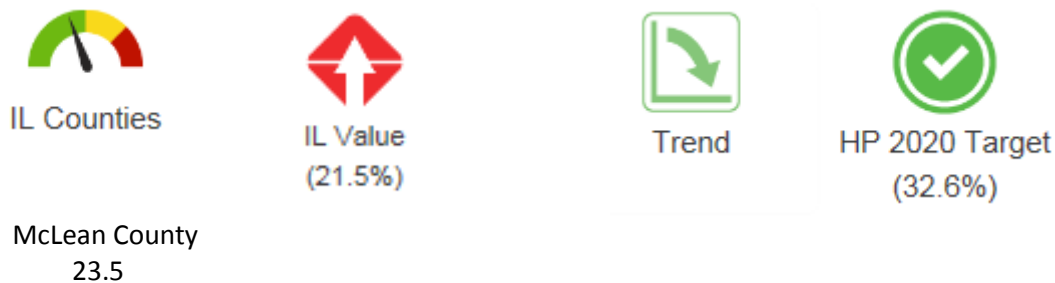 IL Counties
IL Value
(21.5%)
Trend
HP 2020 Target
(32.6%)
McLean County
23.5